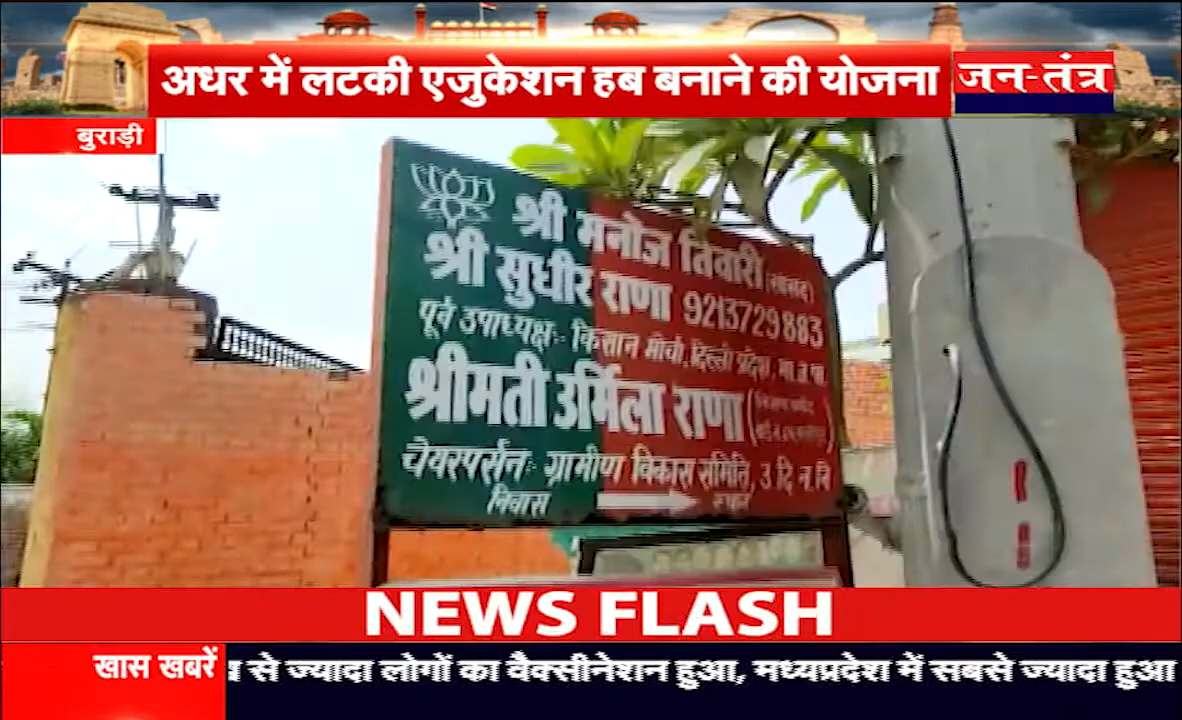 अधर में लटकी एजुकेशन हब बनाने की योजना
जन-तंत्र
बुराड़ी
श्री मनोज तिवारी (सांसद)
श्री सुधीर राणा 9213729883
पूर्व उपाध्यक्ष:- किसान मोर्चा, दिल्ली प्रदेश, भा.ज.पा.
श्रीमती उर्मिला राणा
चेयरपर्सन:- ग्रामीण विकास समिति, उ.दि.न.नि
निवास
NEWS FLASH
खास खबरें
से ज्यादा लोगों का वैक्सीनेशन हुआ, मध्यप्रदेश में सबसे ज्यादा हुआ